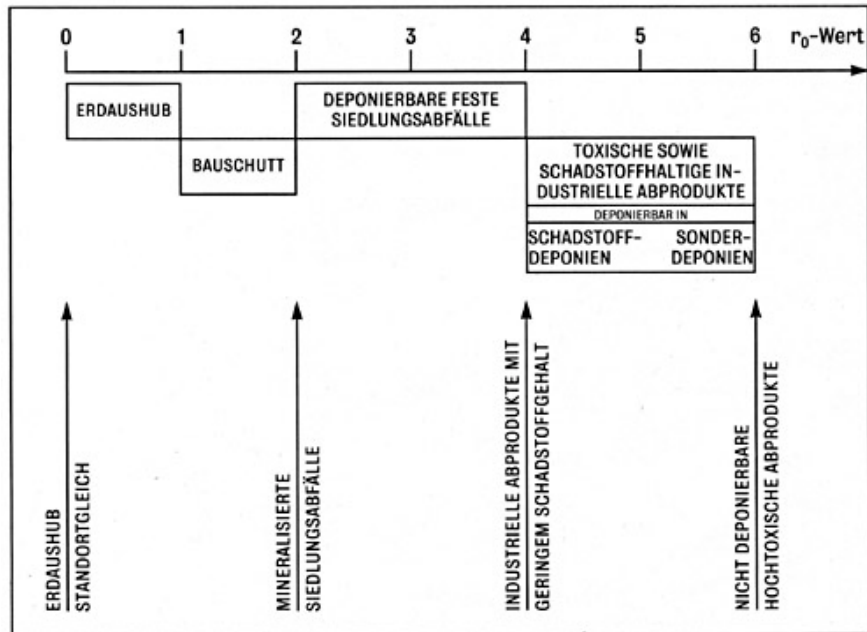 0 1 2 3 4 5 6 r₀-Wert
ERDAUSHUB
BAUSCHUTT
DEPONIERBARE FESTE
SIEDLUNGSABFÄLLE
TOXISCHE SOWIE
SCHADSTOFFHALTIGE IN-
DUSTRIELLE ABPRODUKTE
DEPONIERBAR IN
SCHADSTOFF-
DEPONIEN
SONDER-
DEPONIEN
ERDAUSHUB
STANDORTGLEICH
MINERALISIERTE
SIEDLUNGSABFÄLLE
INDUSTRIELLE ABPRODUKTE MIT
GERINGEM SCHADSTOFFGEHALT
NICHT DEPONIERBARE
HOCHTOXISCHE ABPRODUKTE